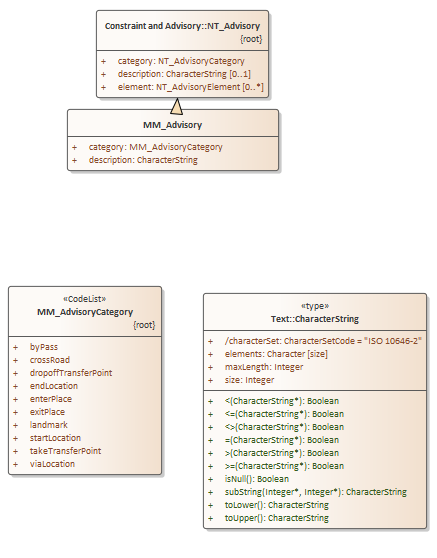 Constraint and Advisory::NT_Advisory
{root}
+ category: NT_AdvisoryCategory
+ description: CharacterString [0..1]
+ element: NT_AdvisoryElement [0..*]
MM_Advisory
+ category: MM_AdvisoryCategory
+ description: CharacterString
«CodeList»
MM_AdvisoryCategory
{root}
+ byPass
+ crossRoad
+ dropoffTransferPoint
+ endLocation
+ enterPlace
+ exitPlace
+ landmark
+ startLocation
+ takeTransferPoint
+ viaLocation
«type»
Text::CharacterString
+ /characterSet: CharacterSetCode = "ISO 10646-2"
+ elements: Character [size]
+ maxLength: Integer
+ size: Integer
+ <(CharacterString*): Boolean
+ <=(CharacterString*): Boolean
+ <>(CharacterString*): Boolean
+ =(CharacterString*): Boolean
+ >(CharacterString*): Boolean
+ >=(CharacterString*): Boolean
+ isNull(): Boolean
+ subString(Integer*, Integer*): CharacterString
+ toLower(): CharacterString
+ toUpper(): CharacterString